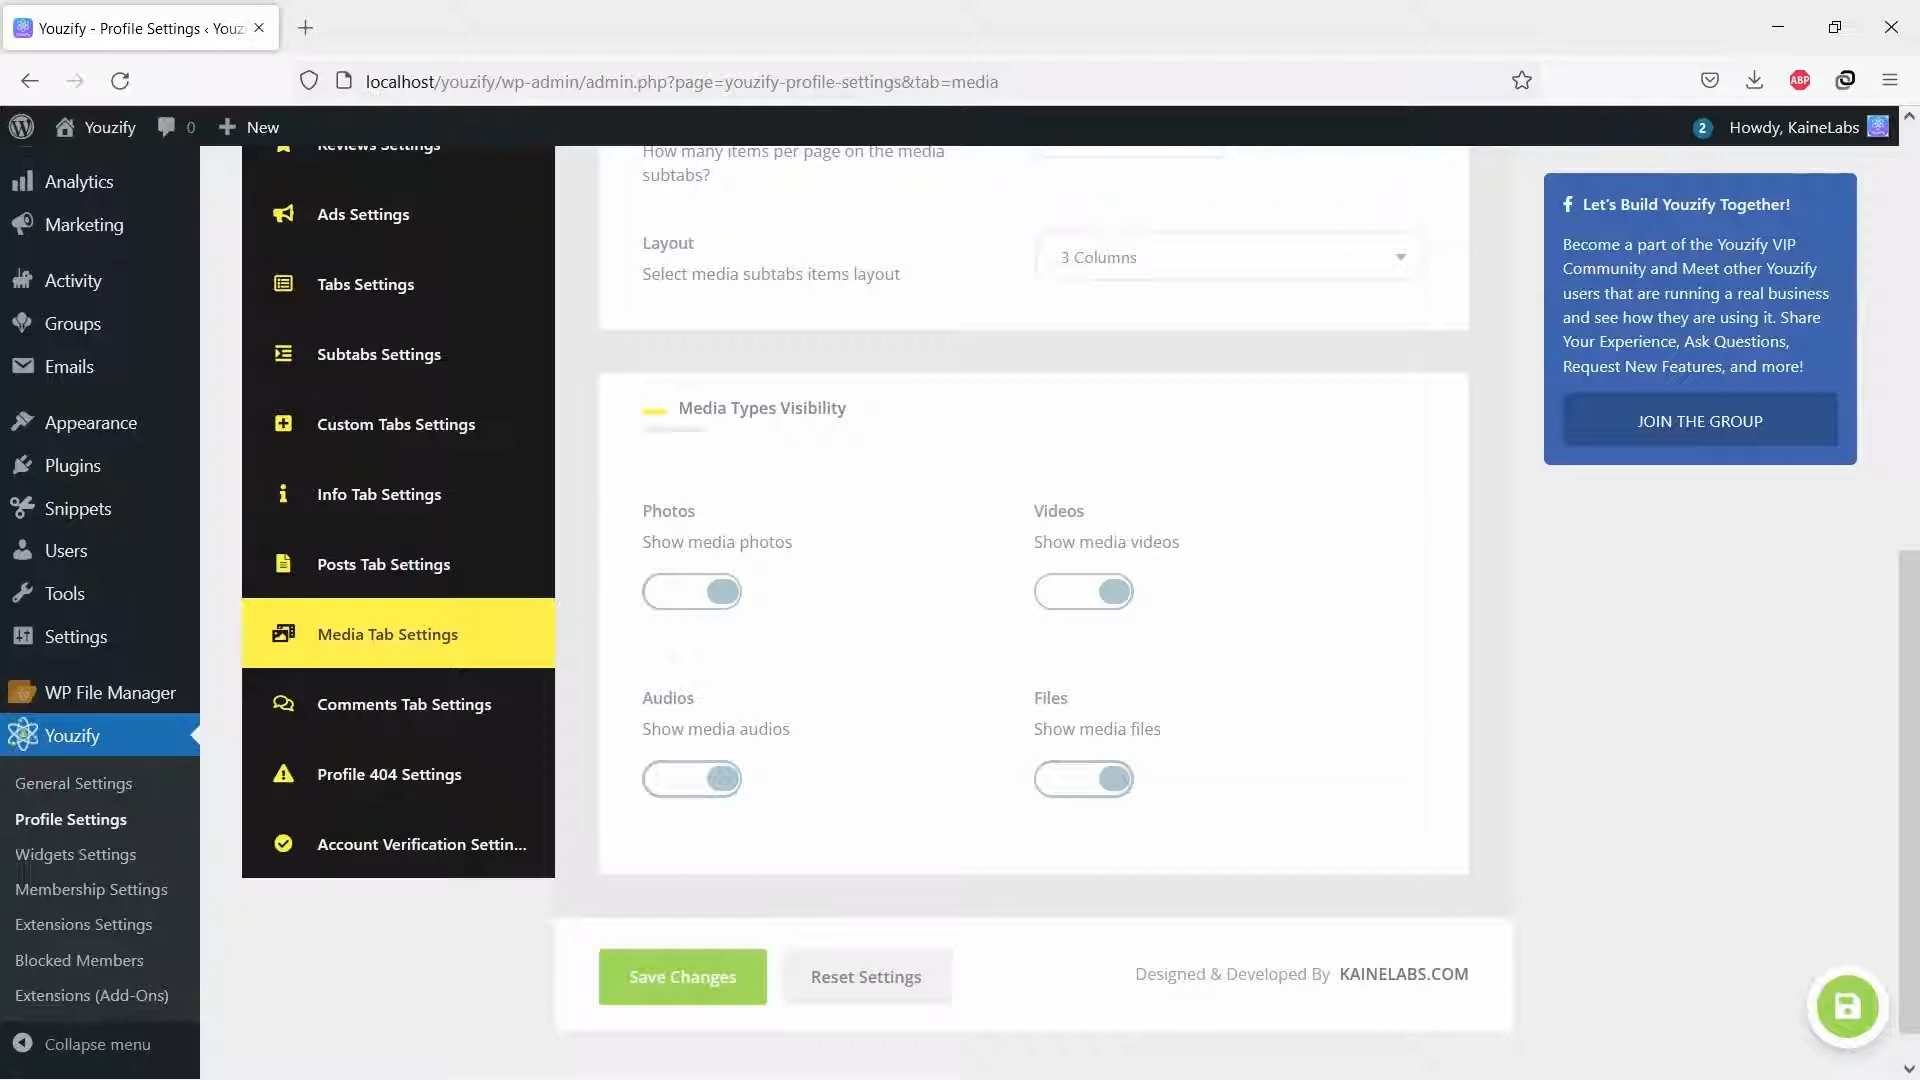 Youzify - Profile Settings ‹ Youz
localhost/youzify/wp-admin/admin.php?page=youzify-profile-settings&tab=media
ABP
Youzify
0
New
2
Howdy, KaineLabs
Analytics
Marketing
Activity
Groups
Emails
Appearance
Plugins
Snippets
Users
Tools
Settings
WP File Manager
Youzify
General Settings
Profile Settings
Widgets Settings
Membership Settings
Extensions Settings
Blocked Members
Extensions (Add-Ons)
Collapse menu
Reviews Settings
Ads Settings
Tabs Settings
Subtabs Settings
Custom Tabs Settings
Info Tab Settings
Posts Tab Settings
Media Tab Settings
Comments Tab Settings
Profile 404 Settings
Account Verification Settin...
How many items per page on the media
subtabs?
Layout
Select media subtabs items layout
3 Columns
Media Types Visibility
Photos
Show media photos
Videos
Show media videos
Audios
Show media audios
Files
Show media files
Save Changes
Reset Settings
Designed & Developed By KAINELABS.COM
Let's Build Youzify Together!
Become a part of the Youzify VIP
Community and Meet other Youzify
users that are running a real business
and see how they are using it. Share
Your Experience, Ask Questions,
Request New Features, and more!
JOIN THE GROUP